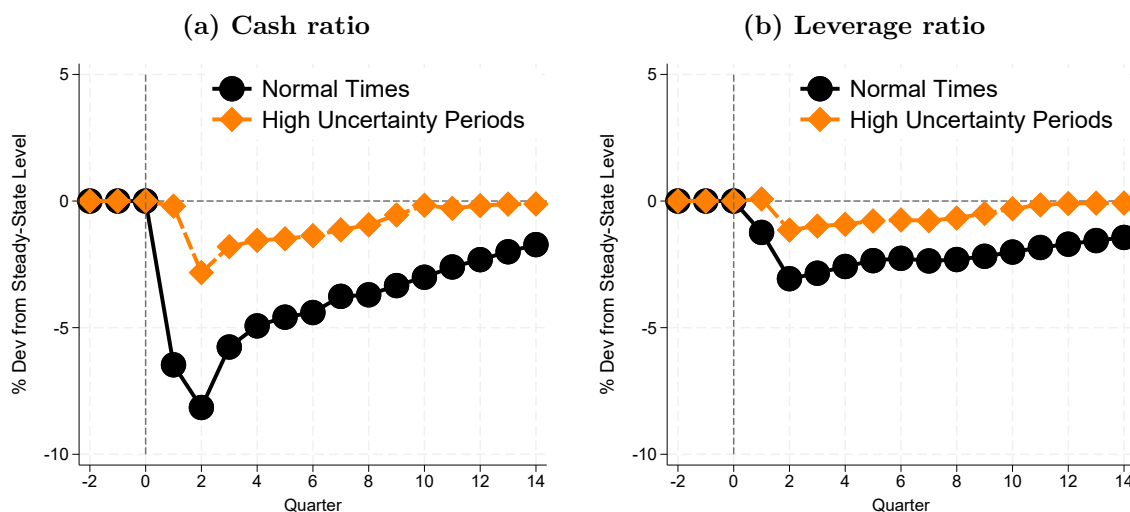 (a) Cash ratio
5
0
-5
-10
% Dev from Steady-State Level
Normal Times
High Uncertainty Periods
-2 0 2 4 6 8 10 12 14
Quarter
(b) Leverage ratio
5
0
-5
-10
% Dev from Steady-State Level
Normal Times
High Uncertainty Periods
-2 0 2 4 6 8 10 12 14
Quarter